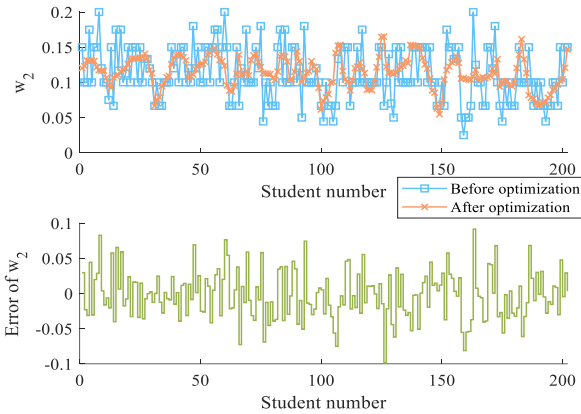 0.2
0.15
0.1
0.05
0
w2
0 50 100 150 200
Student number
Before optimization
After optimization
0.1
0.05
0
-0.05
-0.1
Error of w2
0 50 100 150 200
Student number